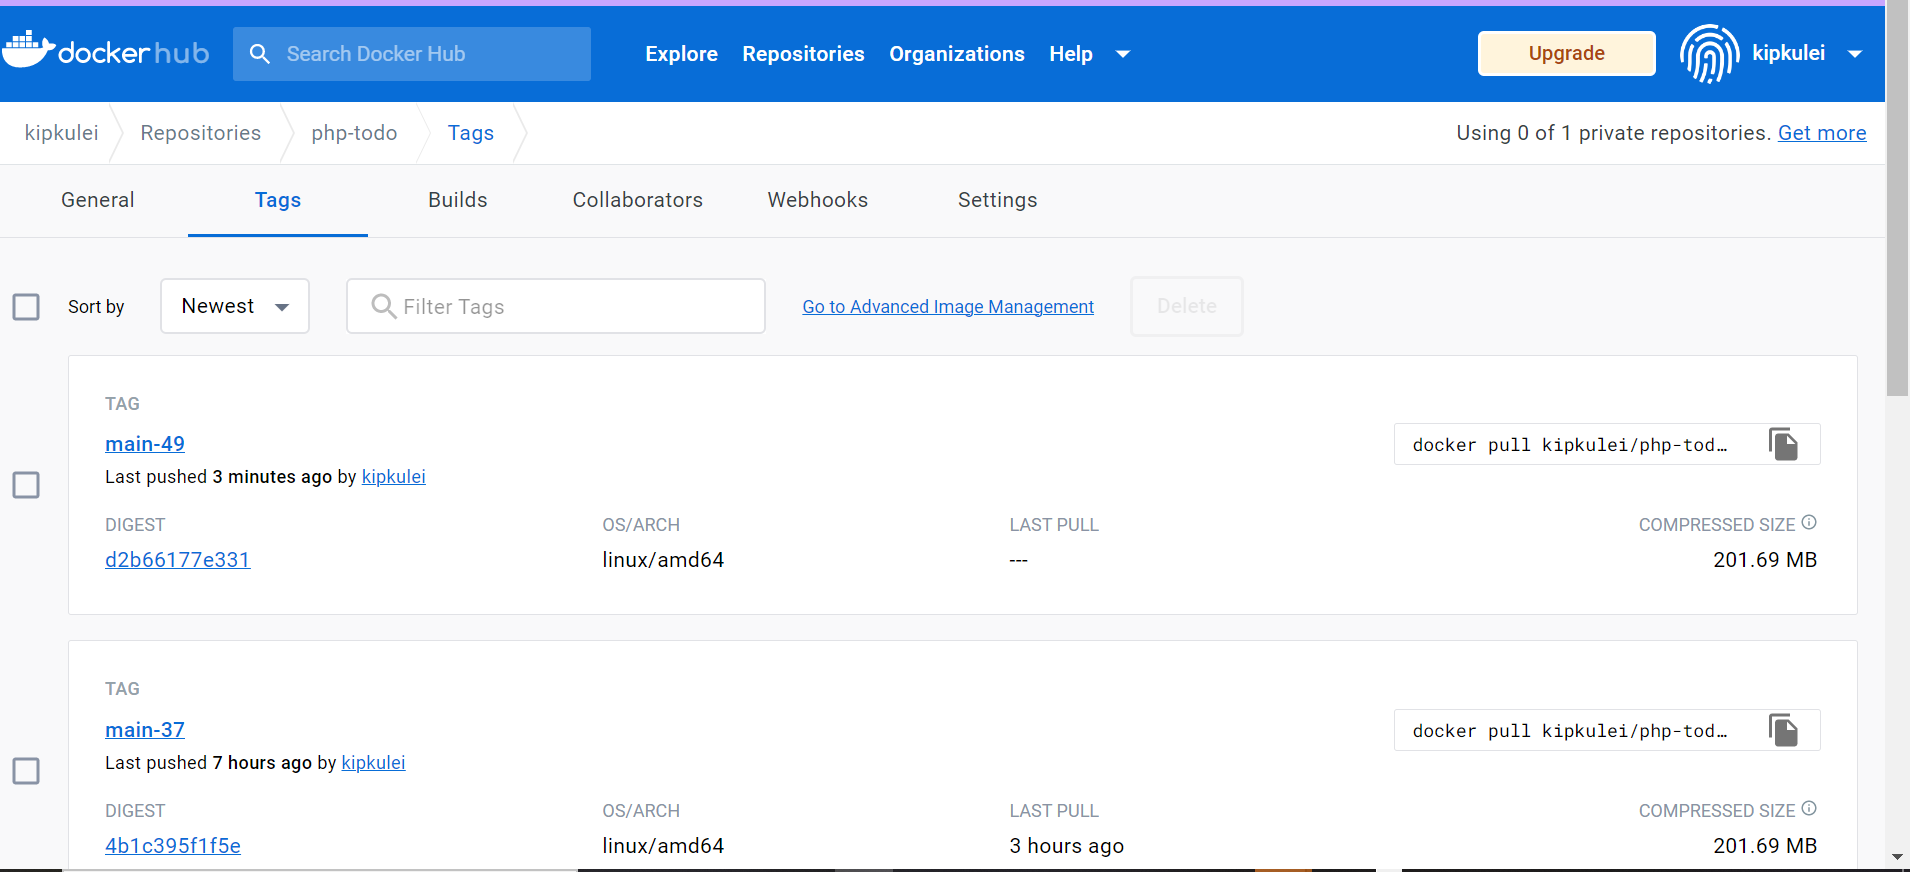 docker hub Search Docker Hub Explore Repositories Organizations Help Upgrade kipkulei
kipkulei Repositories php-todo Tags Using 0 of 1 private repositories. Get more
General Tags Builds Collaborators Webhooks Settings
Sort by Newest Filter Tags Go to Advanced Image Management Delete
TAG
main-49 docker pull kipkulei/php-tod…
Last pushed 3 minutes ago by kipkulei
DIGEST OS/ARCH LAST PULL COMPRESSED SIZE
d2b66177e331 linux/amd64 --- 201.69 MB
TAG
main-37 docker pull kipkulei/php-tod…
Last pushed 7 hours ago by kipkulei
DIGEST OS/ARCH LAST PULL COMPRESSED SIZE
4b1c395f1f5e linux/amd64 3 hours ago 201.69 MB